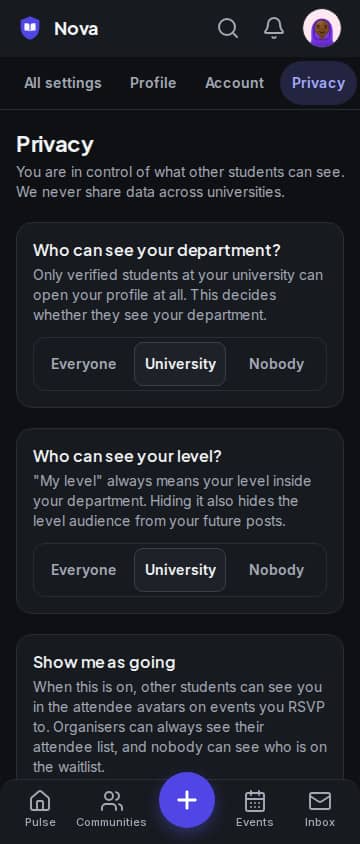 Nova
All settings
Profile
Account
Privacy
Privacy
You are in control of what other students can see.
We never share data across universities.
Who can see your department?
Only verified students at your university can
open your profile at all. This decides
whether they see your department.
Everyone
University
Nobody
Who can see your level?
"My level" always means your level inside
your department. Hiding it also hides the
level audience from your future posts.
Everyone
University
Nobody
Show me as going
When this is on, other students can see you
in the attendee avatars on events you RSVP
to. Organisers can always see their
attendee list, and nobody can see who is on
the waitlist.
Pulse
Communities
Events
Inbox